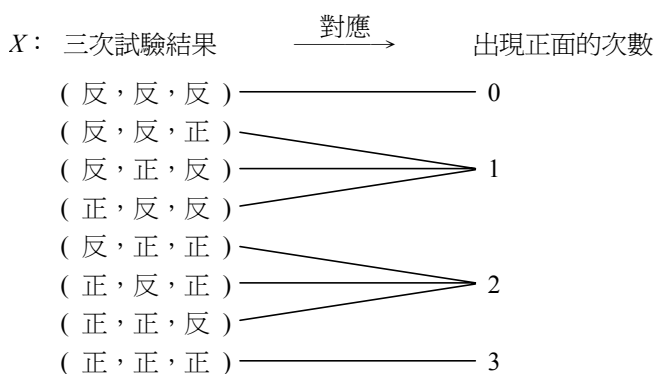 X： 三次試驗結果 對應 出現正面的次數
( 反，反，反 ) 0
( 反，反，正 )
( 反，正，反 ) 1
( 正，反，反 )
( 反，正，正 )
( 正，反，正 ) 2
( 正，正，反 )
( 正，正，正 ) 3